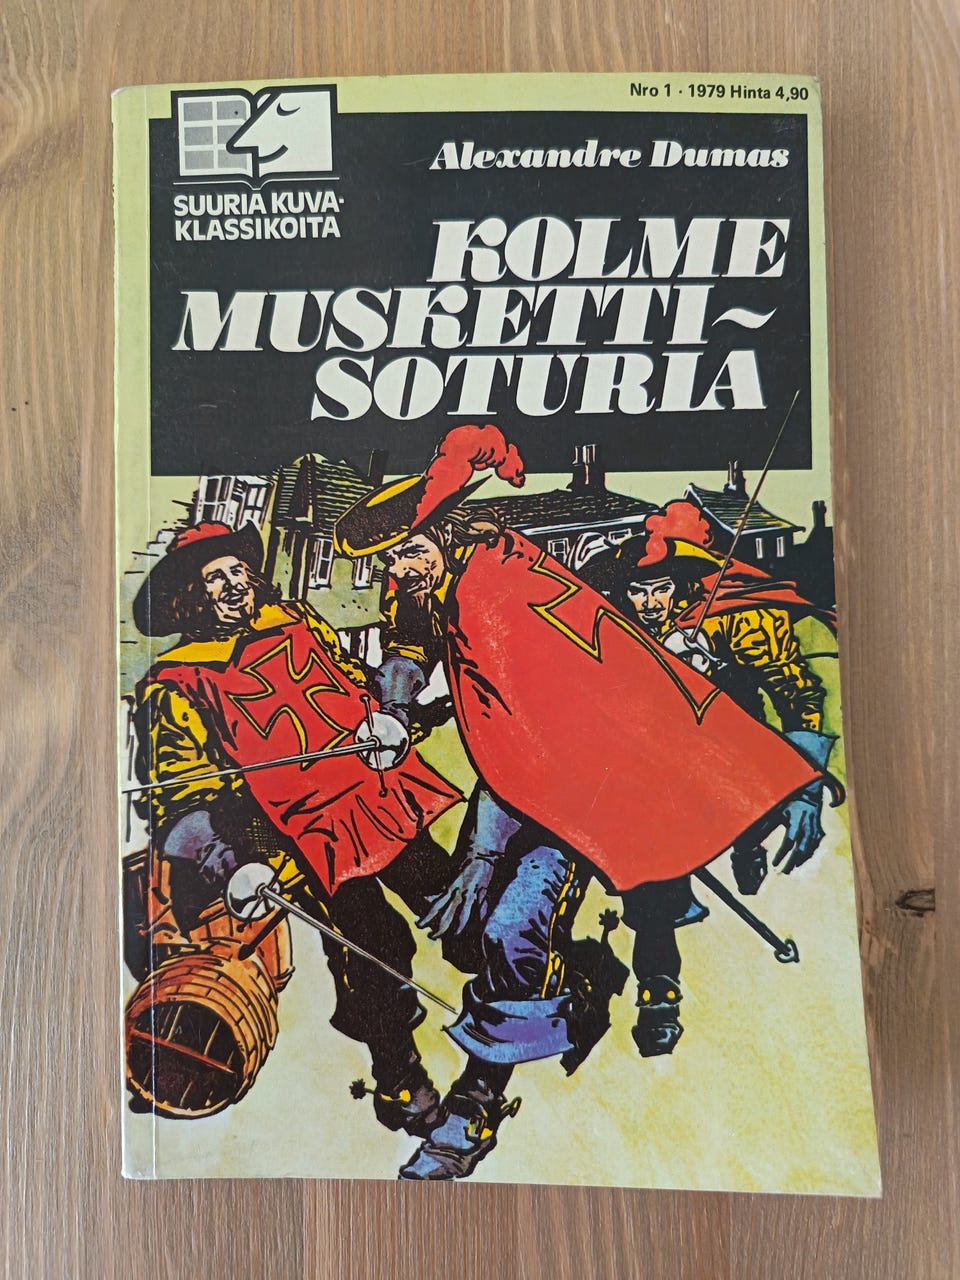 Nro 1 · 1979 Hinta 4,90
SUURIA KUVA-
KLASSIKOITA
Alexandre Dumas
KOLME
MUSKETTI~
SOTURIA